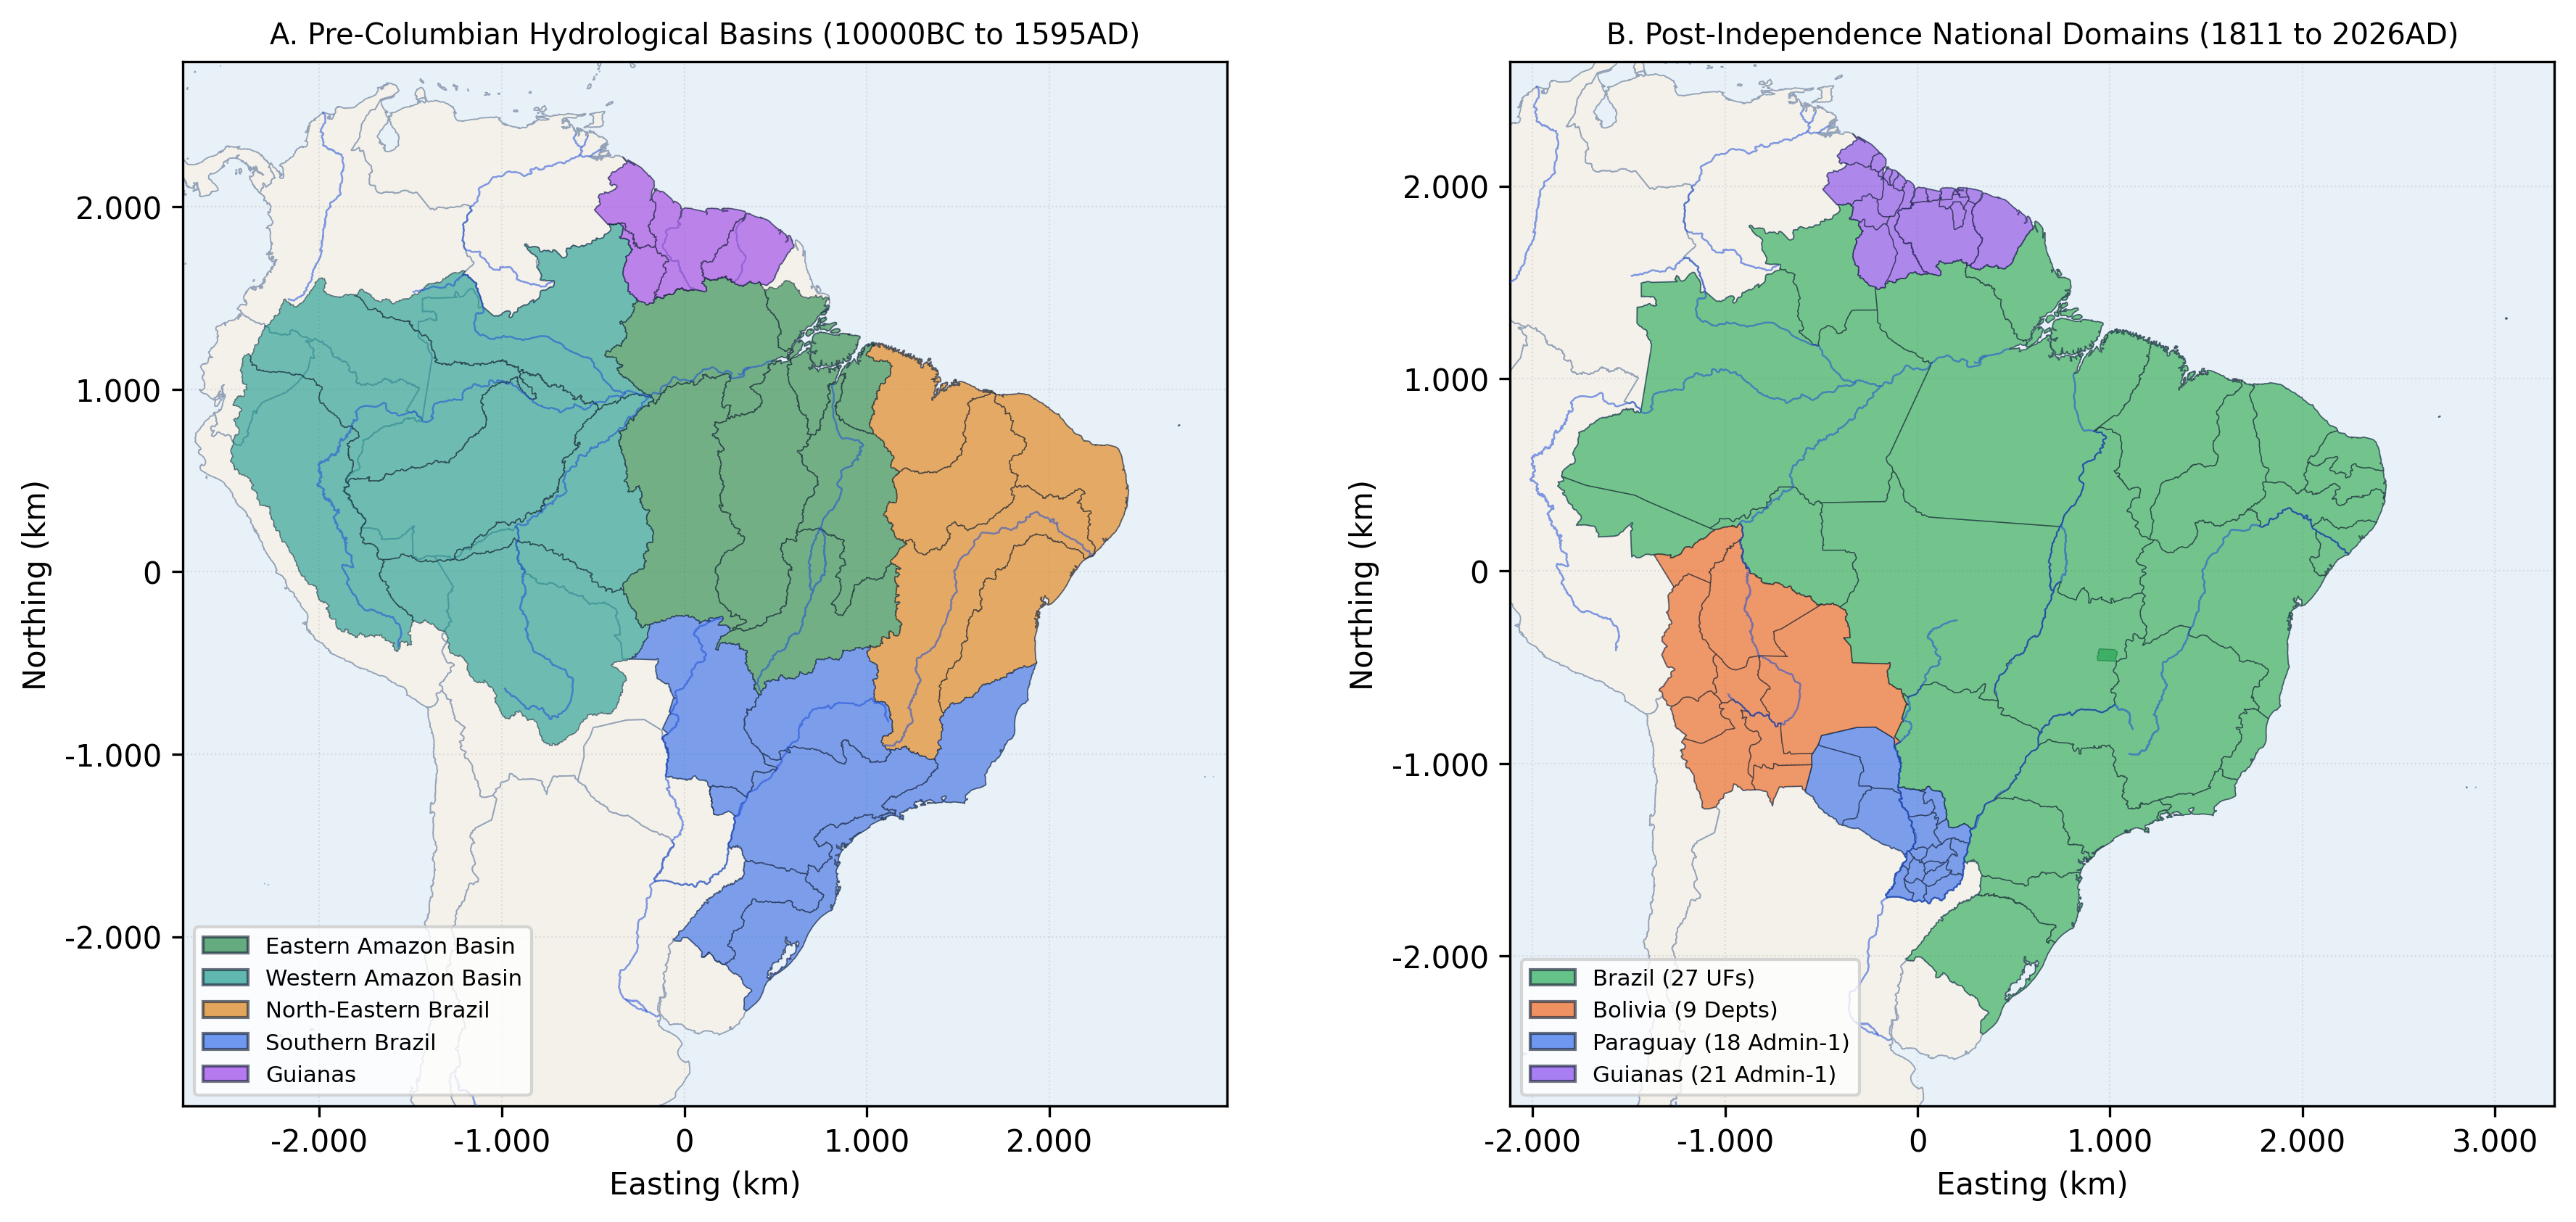 A. Pre-Columbian Hydrological Basins (10000BC to 1595AD)
2.000
1.000
0
-1.000
-2.000
Northing (km)
Eastern Amazon Basin
Western Amazon Basin
North-Eastern Brazil
Southern Brazil
Guianas
-2.000 -1.000 0 1.000 2.000
Easting (km)
B. Post-Independence National Domains (1811 to 2026AD)
2.000
1.000
0
-1.000
-2.000
Northing (km)
Brazil (27 UFs)
Bolivia (9 Depts)
Paraguay (18 Admin-1)
Guianas (21 Admin-1)
-2.000 -1.000 0 1.000 2.000 3.000
Easting (km)